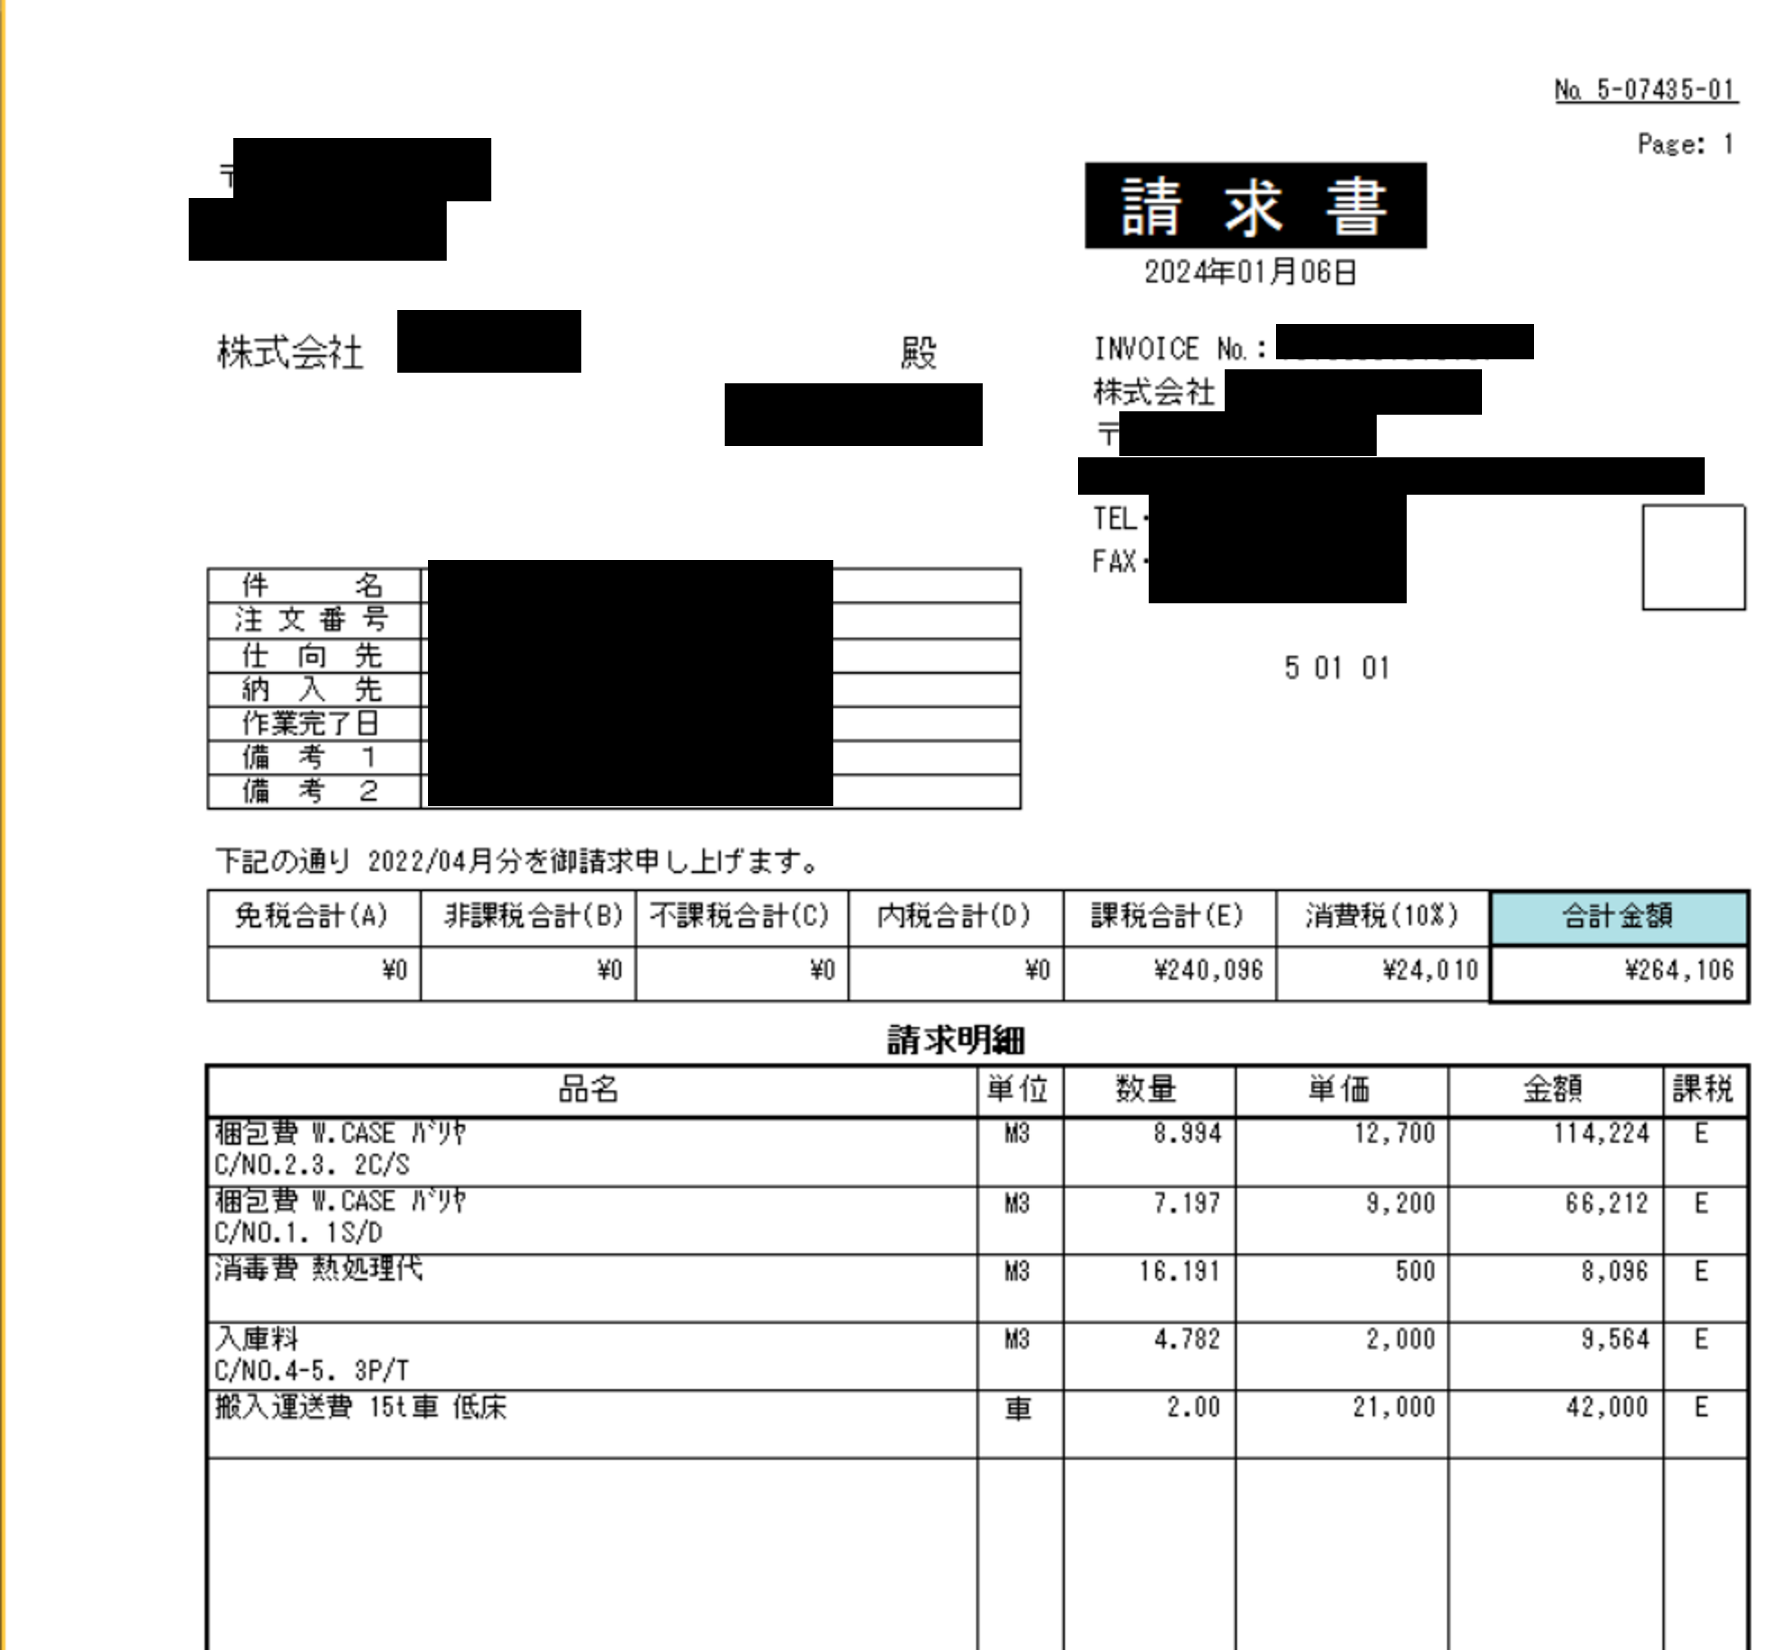 No. 5-07435-01
Page: 1
〒
請求書
2024年01月06日
株式会社 殿
INVOICE No.:
株式会社
〒
TEL
FAX
件名
注文番号
仕向先
納入先
作業完了日
備考1
備考2
5 01 01
下記の通り 2022/04月分を御請求申し上げます。
免税合計(A) 非課税合計(B) 不課税合計(C) 内税合計(D) 課税合計(E) 消費税(10%) 合計金額
¥0 ¥0 ¥0 ¥0 ¥240,096 ¥24,010 ¥264,106
請求明細
品名 単位 数量 単価 金額 課税
梱包費 W.CASE バリヤ M3 8.994 12,700 114,224 E
C/NO.2.3. 2C/S
梱包費 W.CASE バリヤ M3 7.197 9,200 66,212 E
C/NO.1. 1S/D
消毒費 熱処理代 M3 16.191 500 8,096 E
入庫料 M3 4.782 2,000 9,564 E
C/NO.4-5. 3P/T
搬入運送費 15t車 低床 車 2.00 21,000 42,000 E